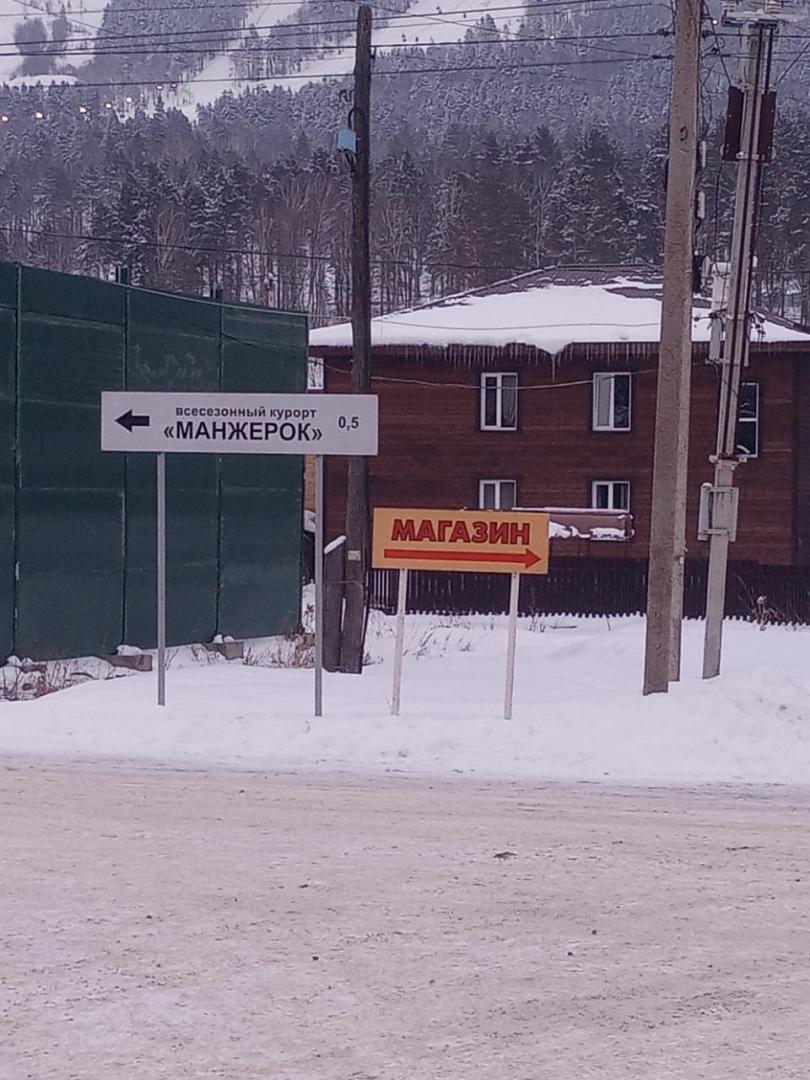 всесезонный курорт
«МАНЖЕРОК» 0,5
МАГАЗИН